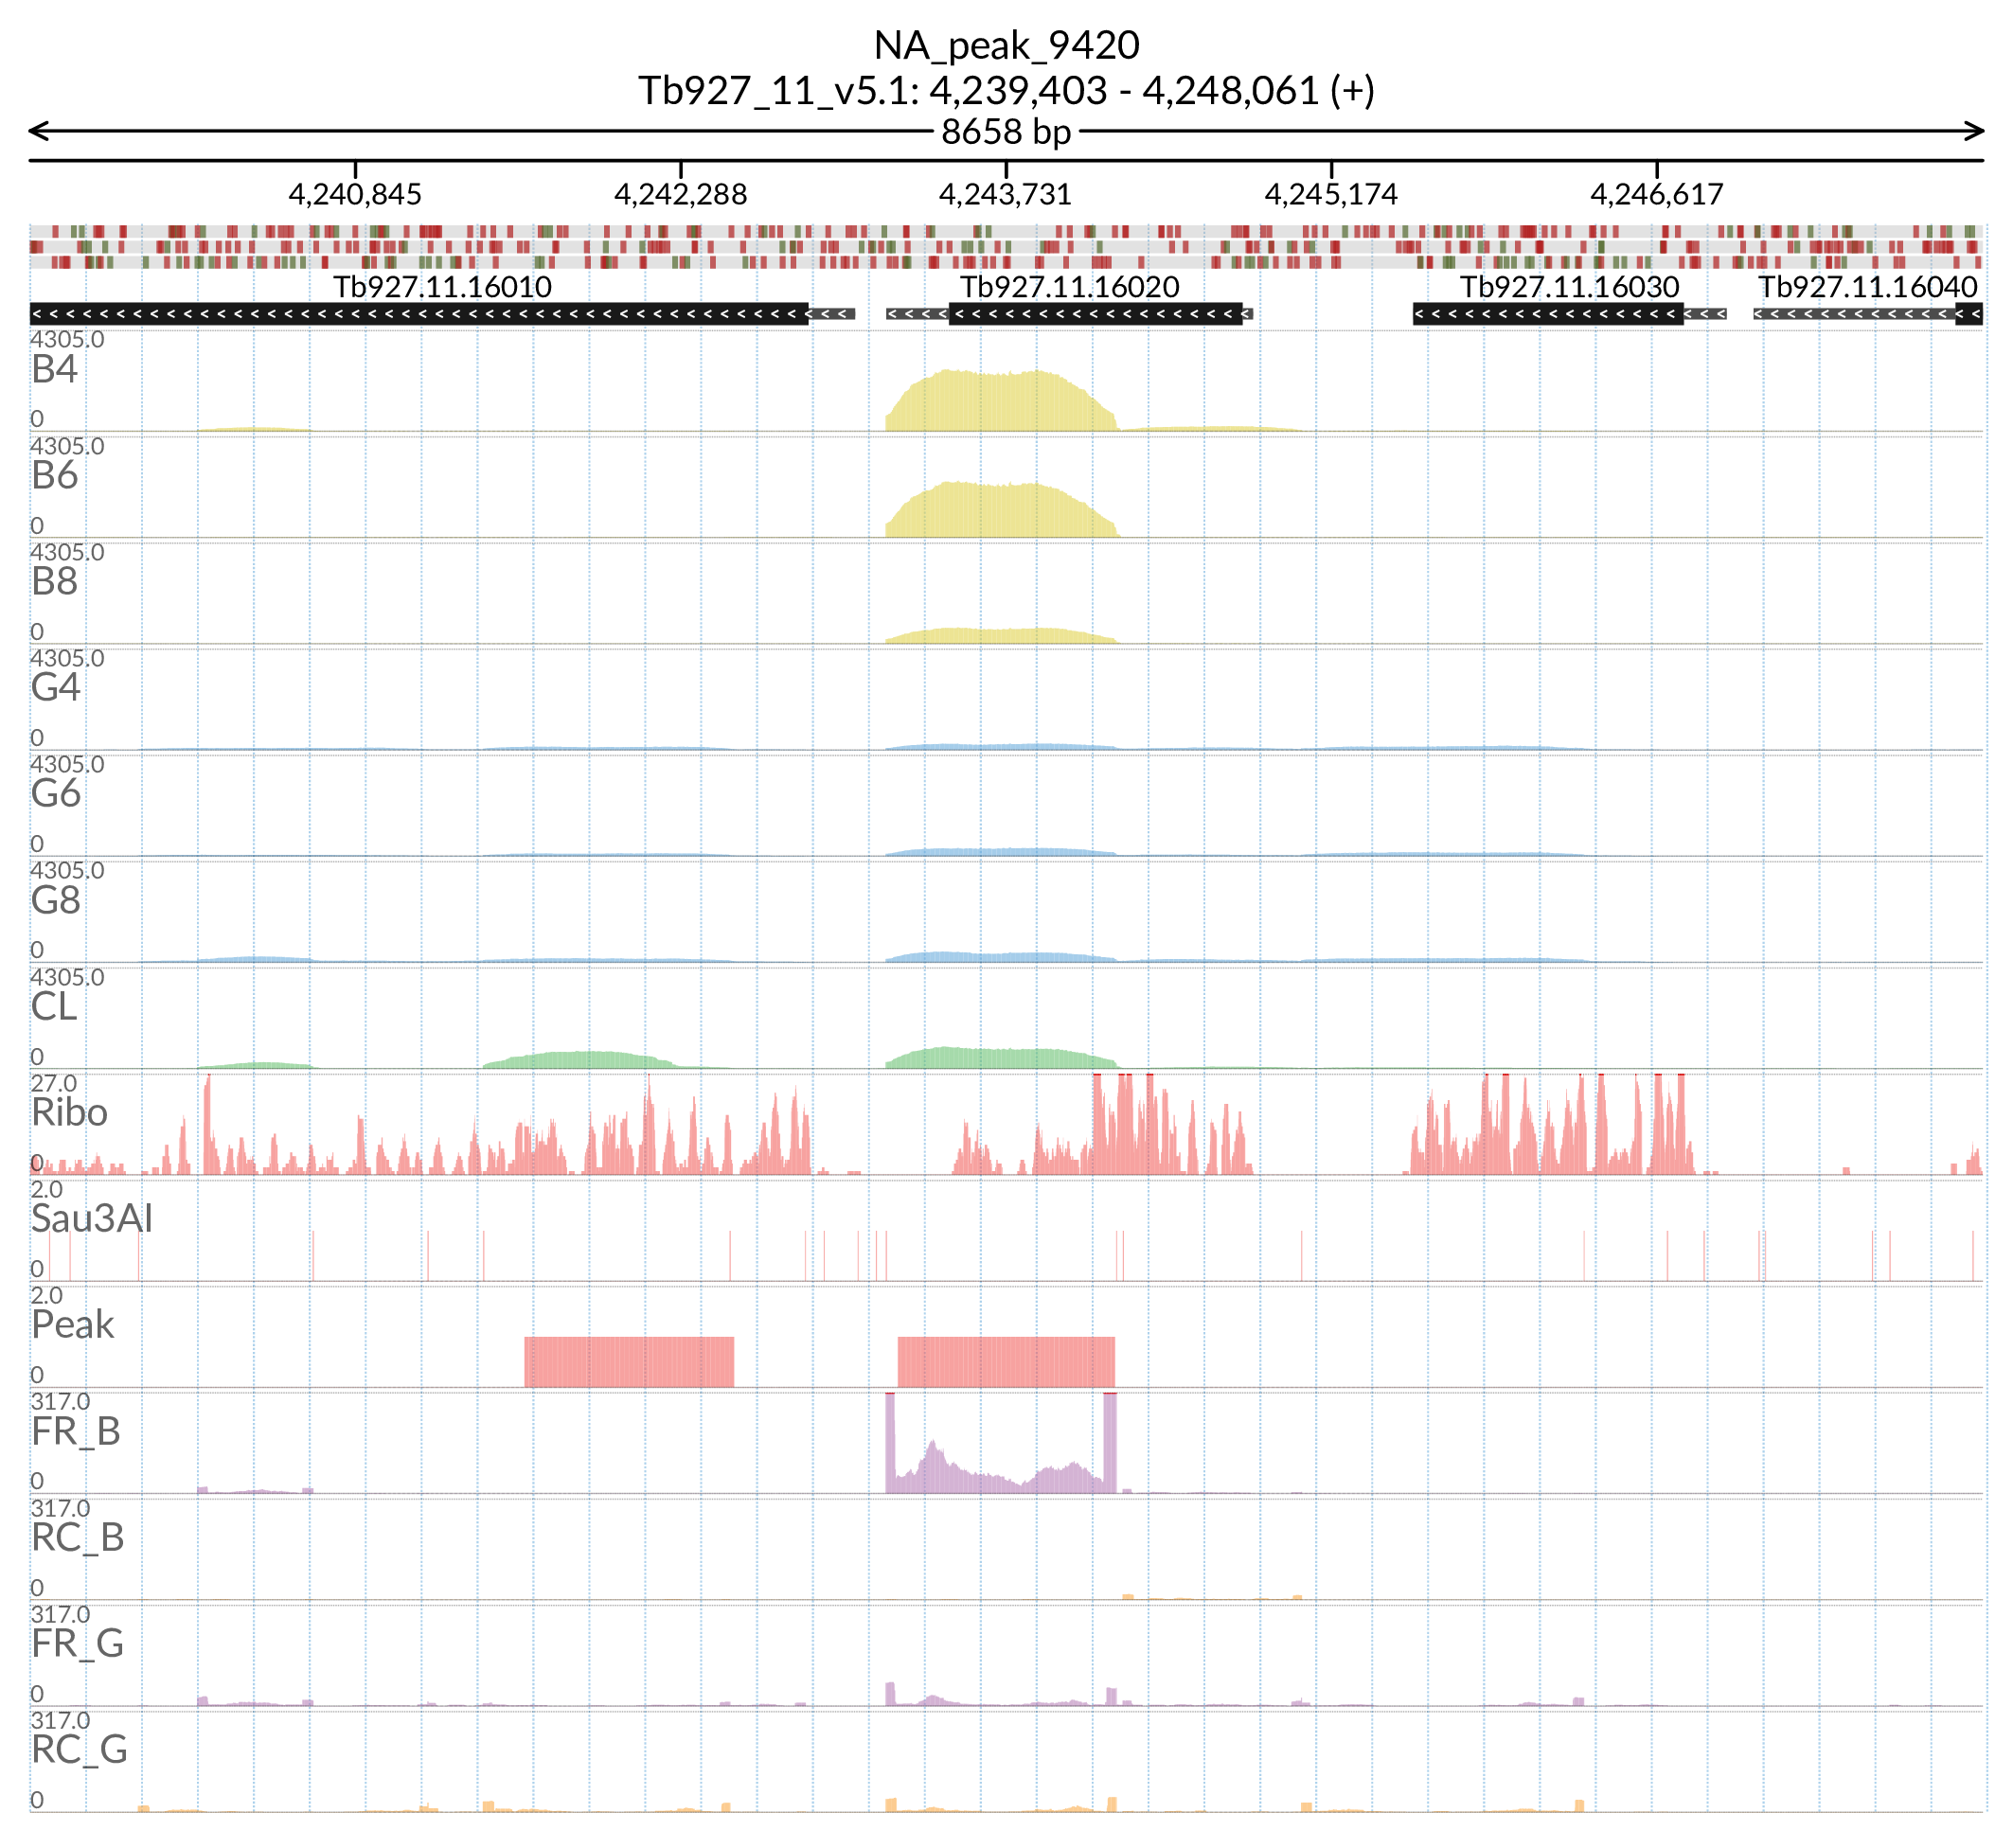 NA_peak_9420
Tb927_11_v5.1: 4,239,403 - 4,248,061 (+)
8658 bp
4,240,845 4,242,288 4,243,731 4,245,174 4,246,617
Tb927.11.16010 Tb927.11.16020 Tb927.11.16030 Tb927.11.16040
4305.0
B4
0
4305.0
B6
0
4305.0
B8
0
4305.0
G4
0
4305.0
G6
0
4305.0
G8
0
4305.0
CL
0
27.0
Ribo
0
2.0
Sau3AI
0
2.0
Peak
0
317.0
FR_B
0
317.0
RC_B
0
317.0
FR_G
0
317.0
RC_G
0